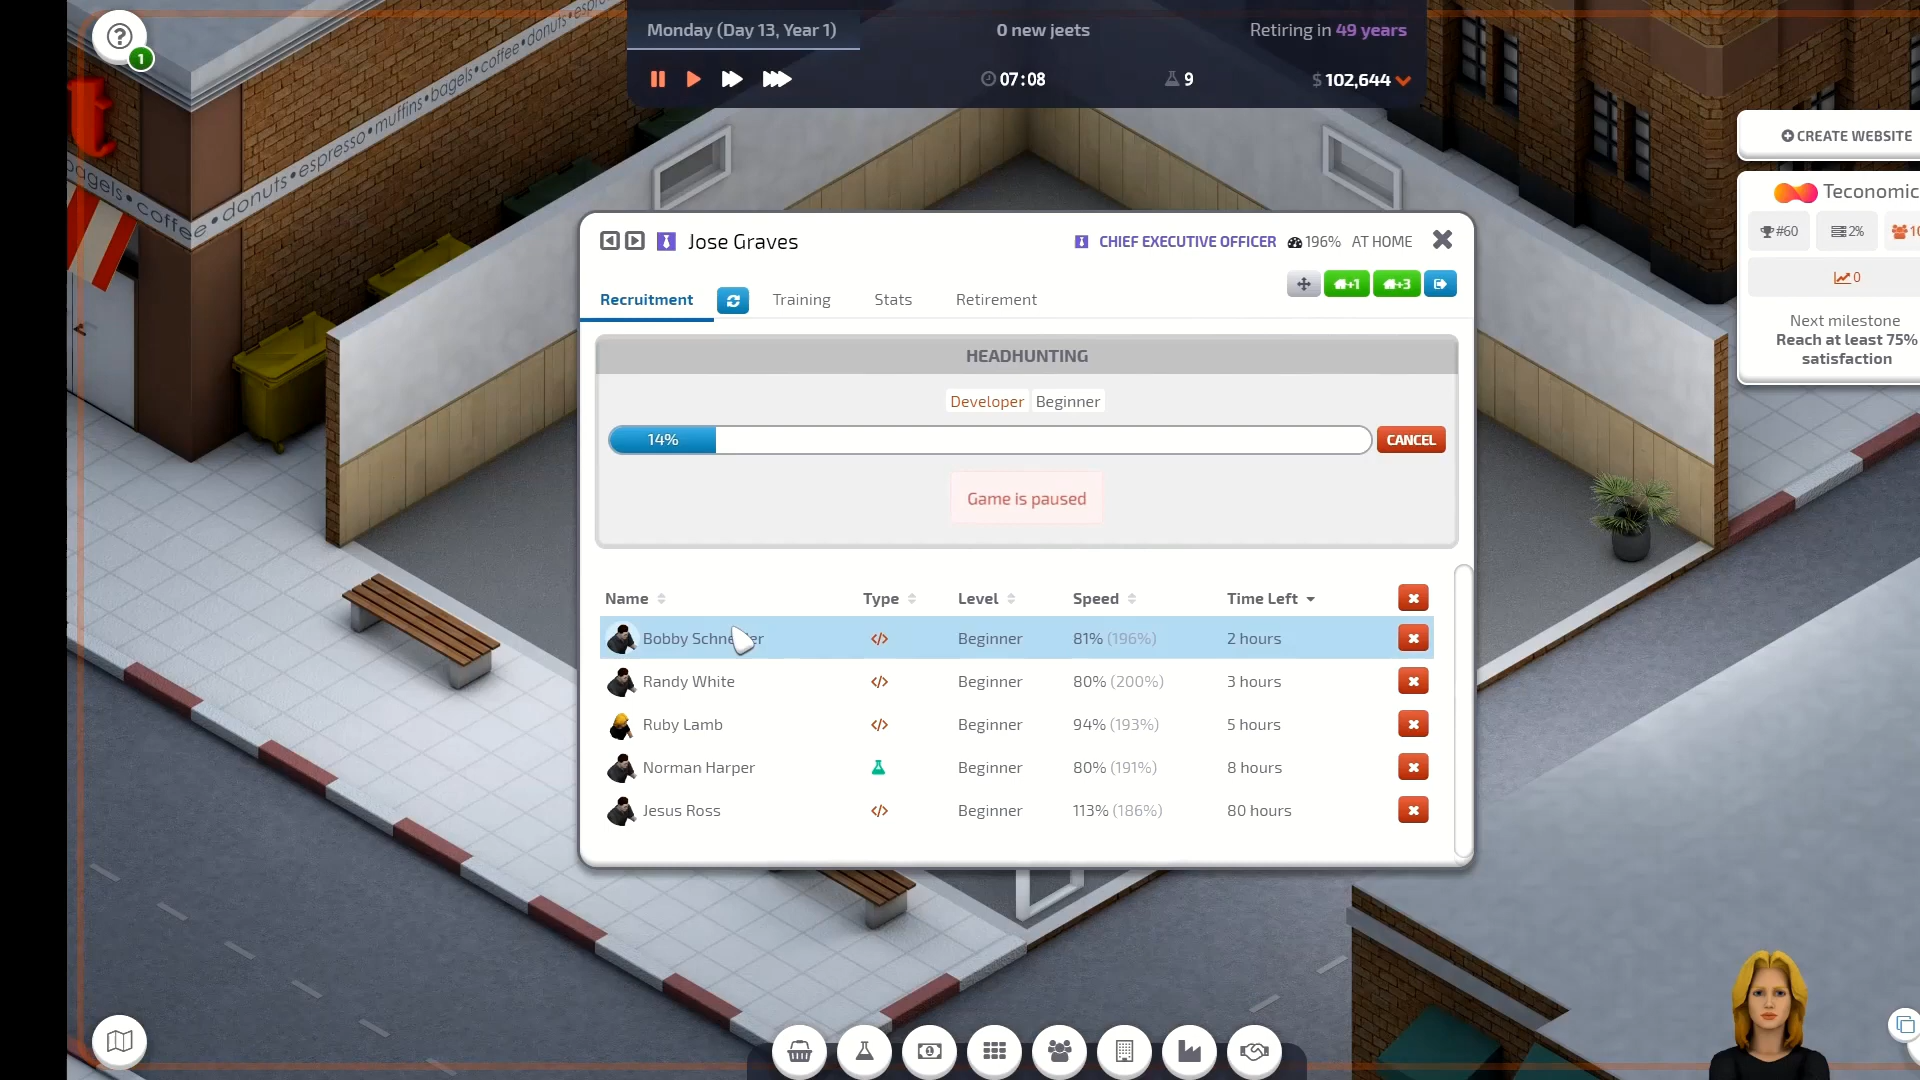 Monday (Day 13, Year 1)
0 new jeets
Retiring in 49 years
07:08
9
$ 102,644
1
t
bagels • coffee • donuts • espresso • muffins • bagels • coffee • donuts • espresso
CREATE WEBSITE
Teconomic
#60
2%
10
0
Next milestone
Reach at least 75%
satisfaction
Jose Graves
CHIEF EXECUTIVE OFFICER
196%
AT HOME
+1
+3
Recruitment
Training
Stats
Retirement
HEADHUNTING
Developer Beginner
14%
CANCEL
Game is paused
Name Type Level Speed Time Left
Beginner 81% (196%) 2 hours
Randy White </> Beginner 80% (200%) 3 hours
Ruby Lamb </> Beginner 94% (193%) 5 hours
Norman Harper Beginner 80% (191%) 8 hours
Jesus Ross </> Beginner 113% (186%) 80 hours